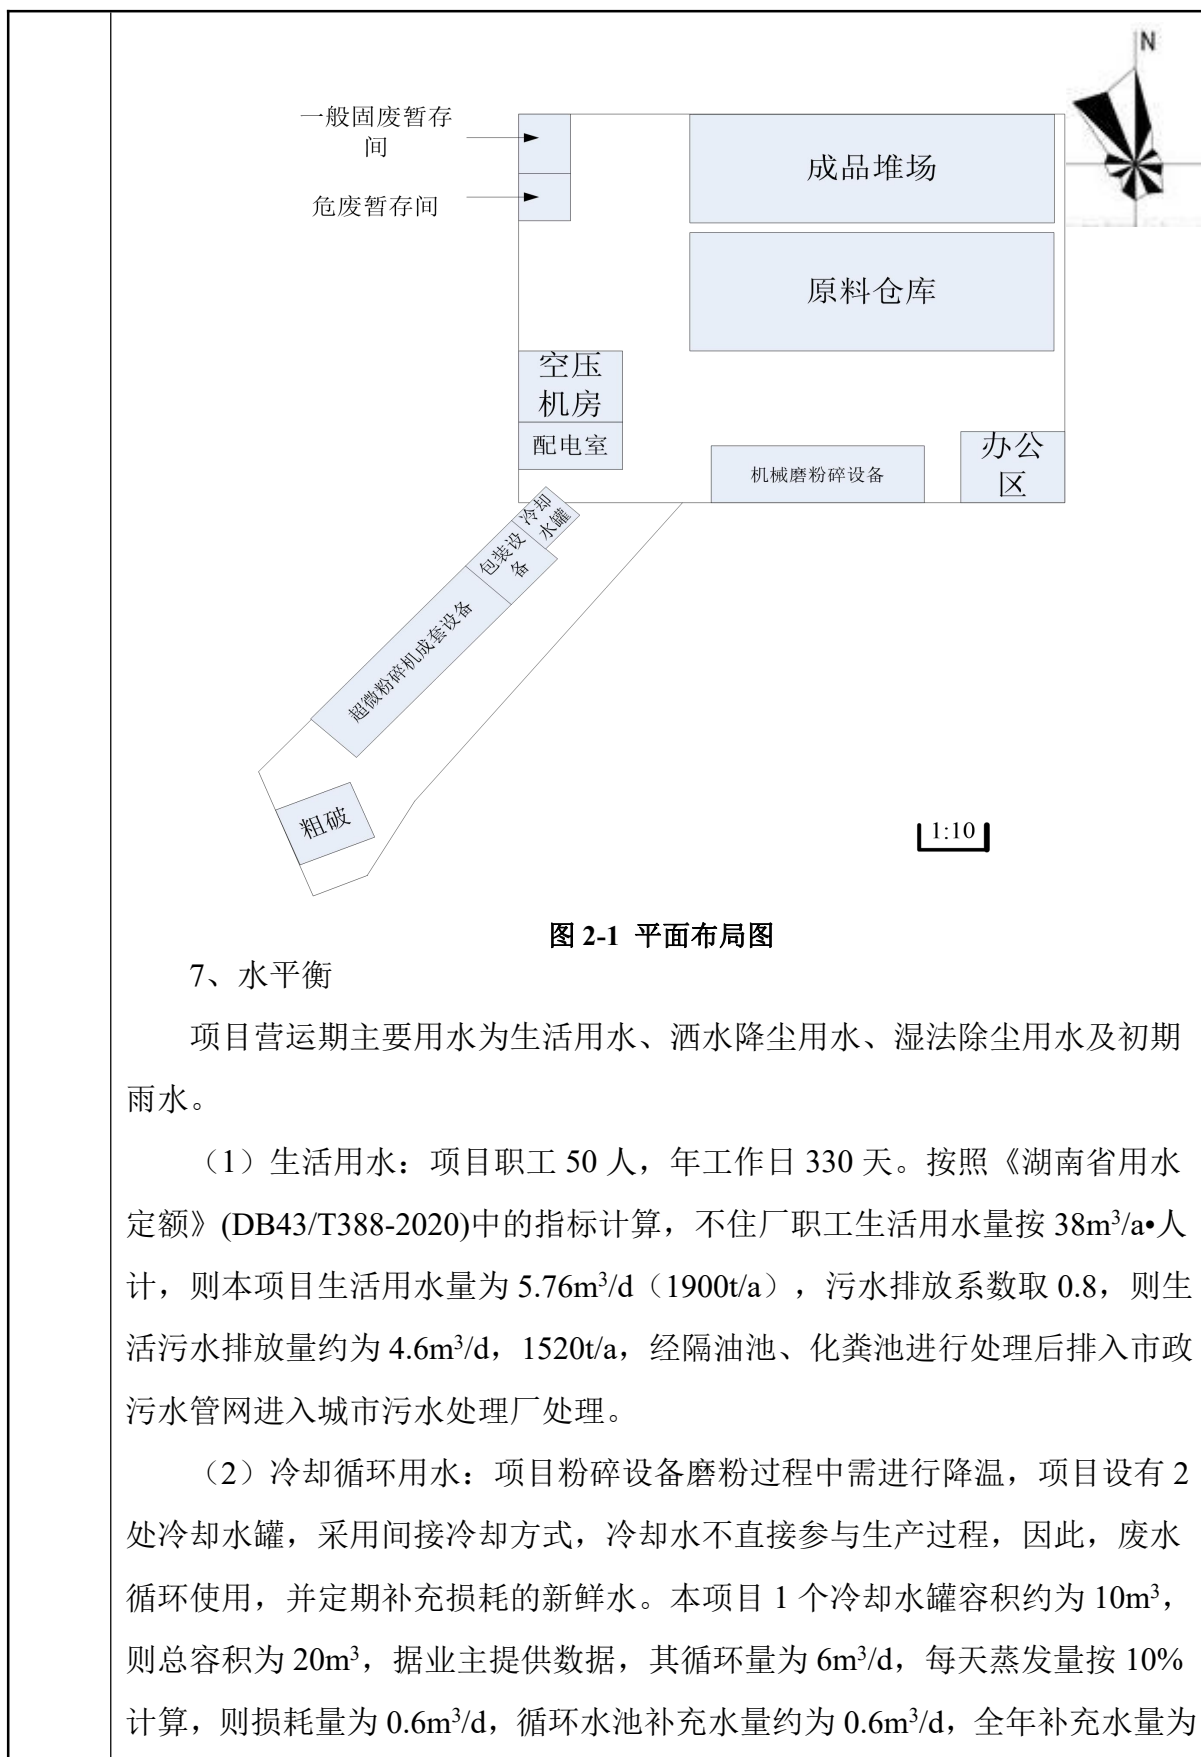 N
一般固废暂存
间
成品堆场
危废暂存间
原料仓库
空压
机房
配电室
办公
区
机械磨粉碎设备
冷却
水罐
包装设
备
超微粉碎机成套设备
粗破
1:10
图 2-1 平面布局图
7、水平衡
项目营运期主要用水为生活用水、洒水降尘用水、湿法除尘用水及初期
雨水。
（1）生活用水：项目职工 50 人，年工作日 330 天。按照《湖南省用水
定额》(DB43/T388-2020)中的指标计算，不住厂职工生活用水量按 38m³/a•人
计，则本项目生活用水量为 5.76m³/d（1900t/a），污水排放系数取 0.8，则生
活污水排放量约为 4.6m³/d，1520t/a，经隔油池、化粪池进行处理后排入市政
污水管网进入城市污水处理厂处理。
（2）冷却循环用水：项目粉碎设备磨粉过程中需进行降温，项目设有 2
处冷却水罐，采用间接冷却方式，冷却水不直接参与生产过程，因此，废水
循环使用，并定期补充损耗的新鲜水。本项目 1 个冷却水罐容积约为 10m³，
则总容积为 20m³，据业主提供数据，其循环量为 6m³/d，每天蒸发量按 10%
计算，则损耗量为 0.6m³/d，循环水池补充水量约为 0.6m³/d，全年补充水量为